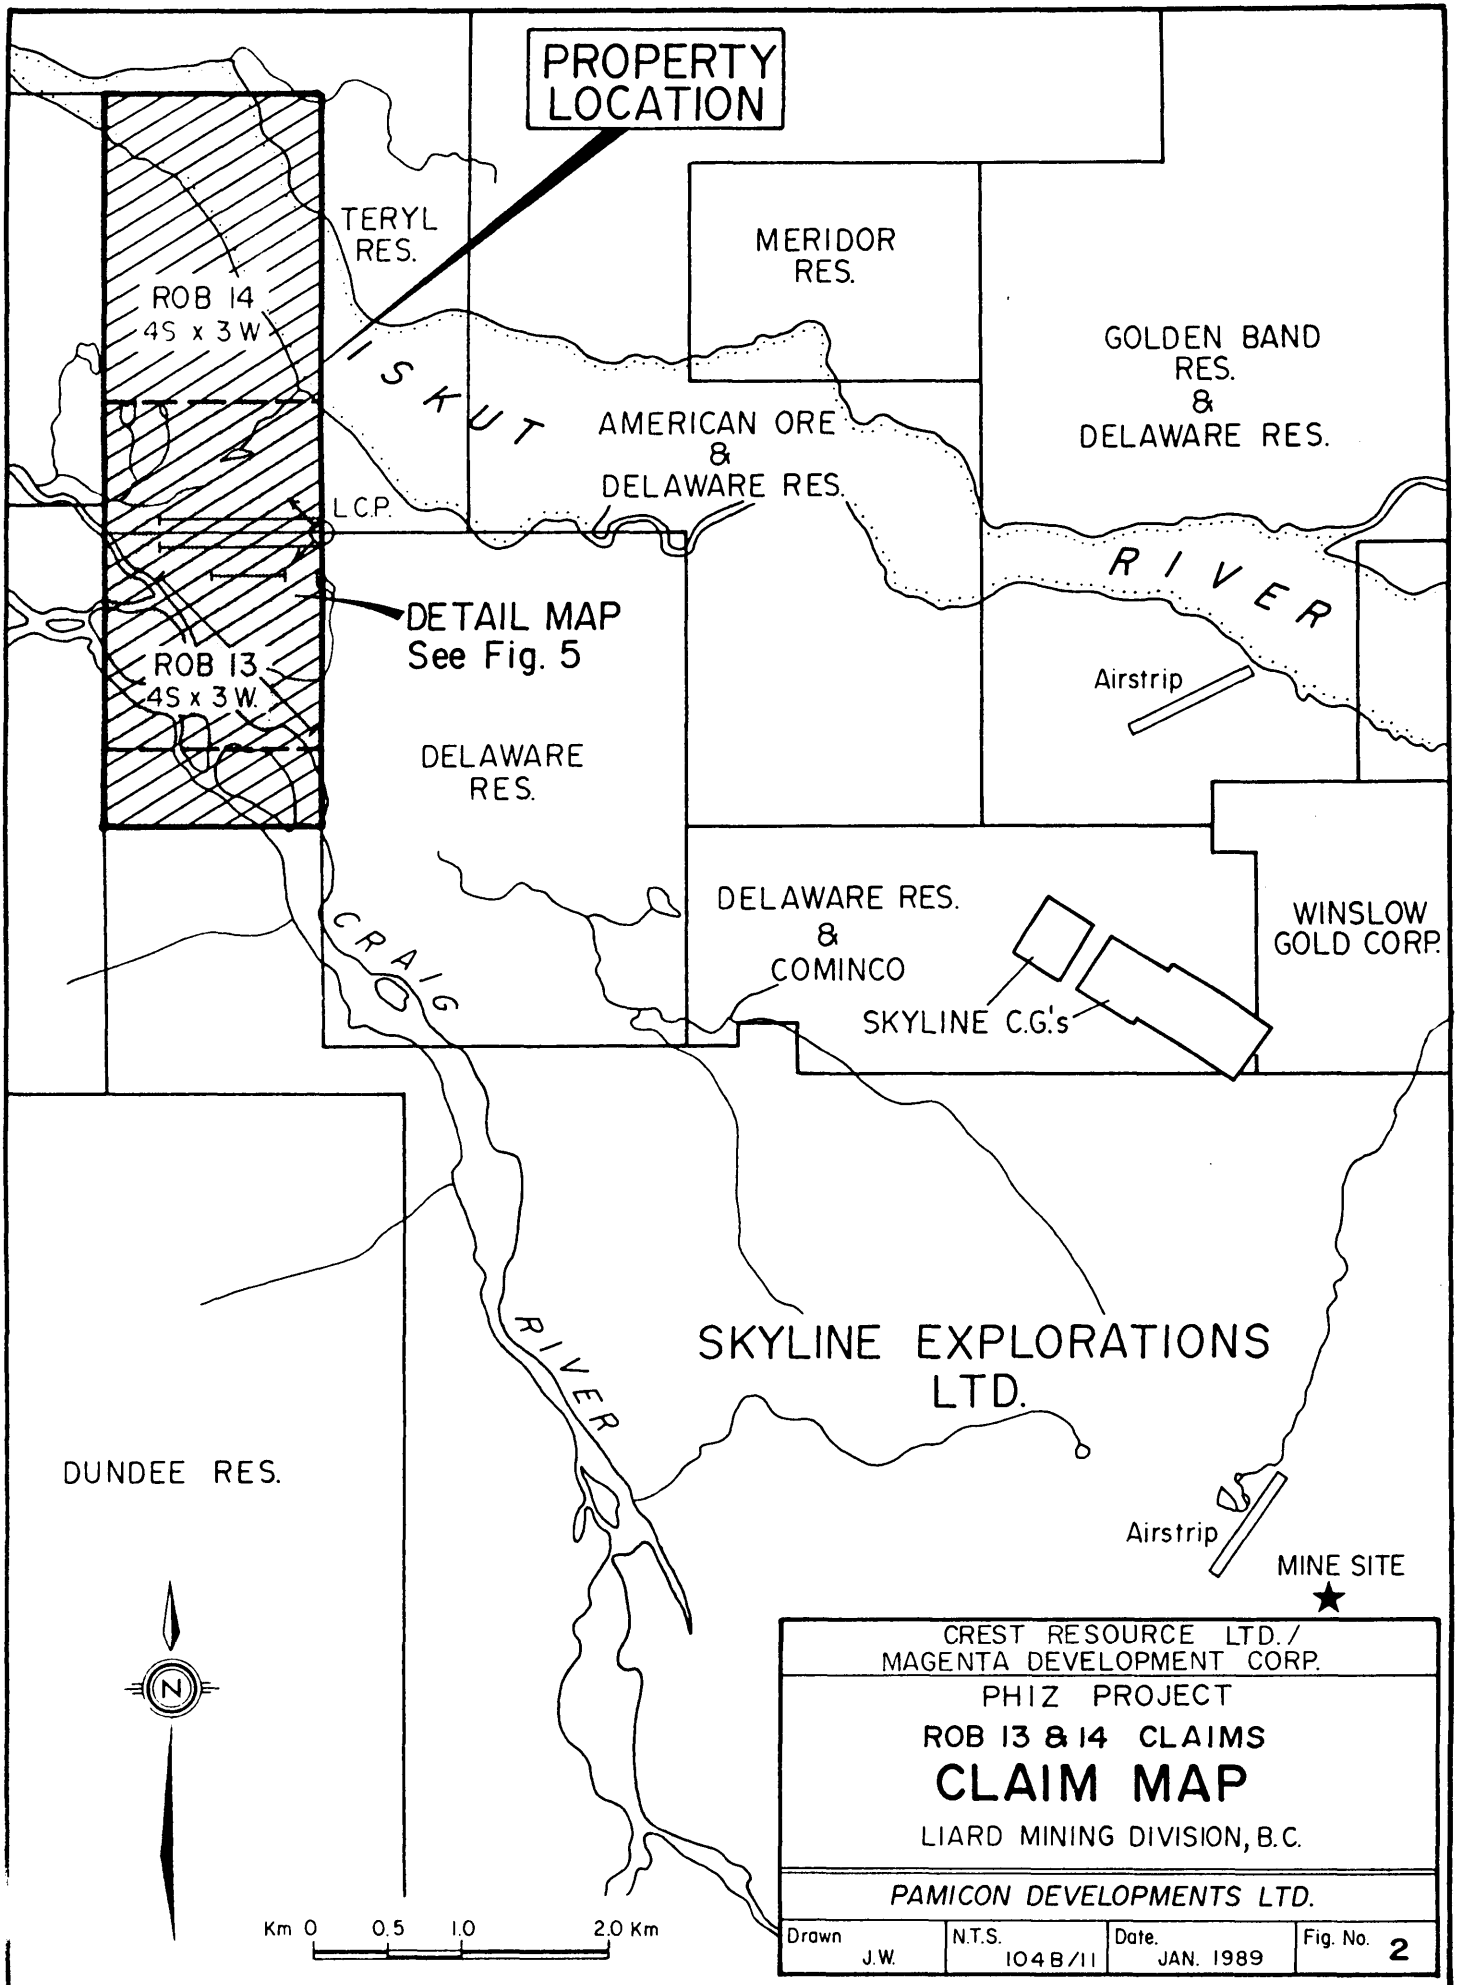 PROPERTY
LOCATION
TERYL
RES.
MERIDOR
RES.
ROB 14
4S x 3W
GOLDEN BAND
RES.
&
DELAWARE RES.
ISKUT
AMERICAN ORE
&
DELAWARE RES.
L.C.P.
RIVER
DETAIL MAP
See Fig. 5
ROB 13
4S x 3W.
Airstrip
DELAWARE
RES.
DELAWARE RES.
&
COMINCO
WINSLOW
GOLD CORP.
CRAIG
SKYLINE C.G.'s
RIVER
SKYLINE EXPLORATIONS
LTD.
DUNDEE RES.
Airstrip
MINE SITE
N
CREST RESOURCE LTD./
MAGENTA DEVELOPMENT CORP.
PHIZ PROJECT
ROB 13 & 14 CLAIMS
CLAIM MAP
LIARD MINING DIVISION, B.C.
PAMICON DEVELOPMENTS LTD.
Km 0 0.5 1.0 2.0 Km
Drawn J.W.
N.T.S. 104B/11
Date. JAN. 1989
Fig. No. 2